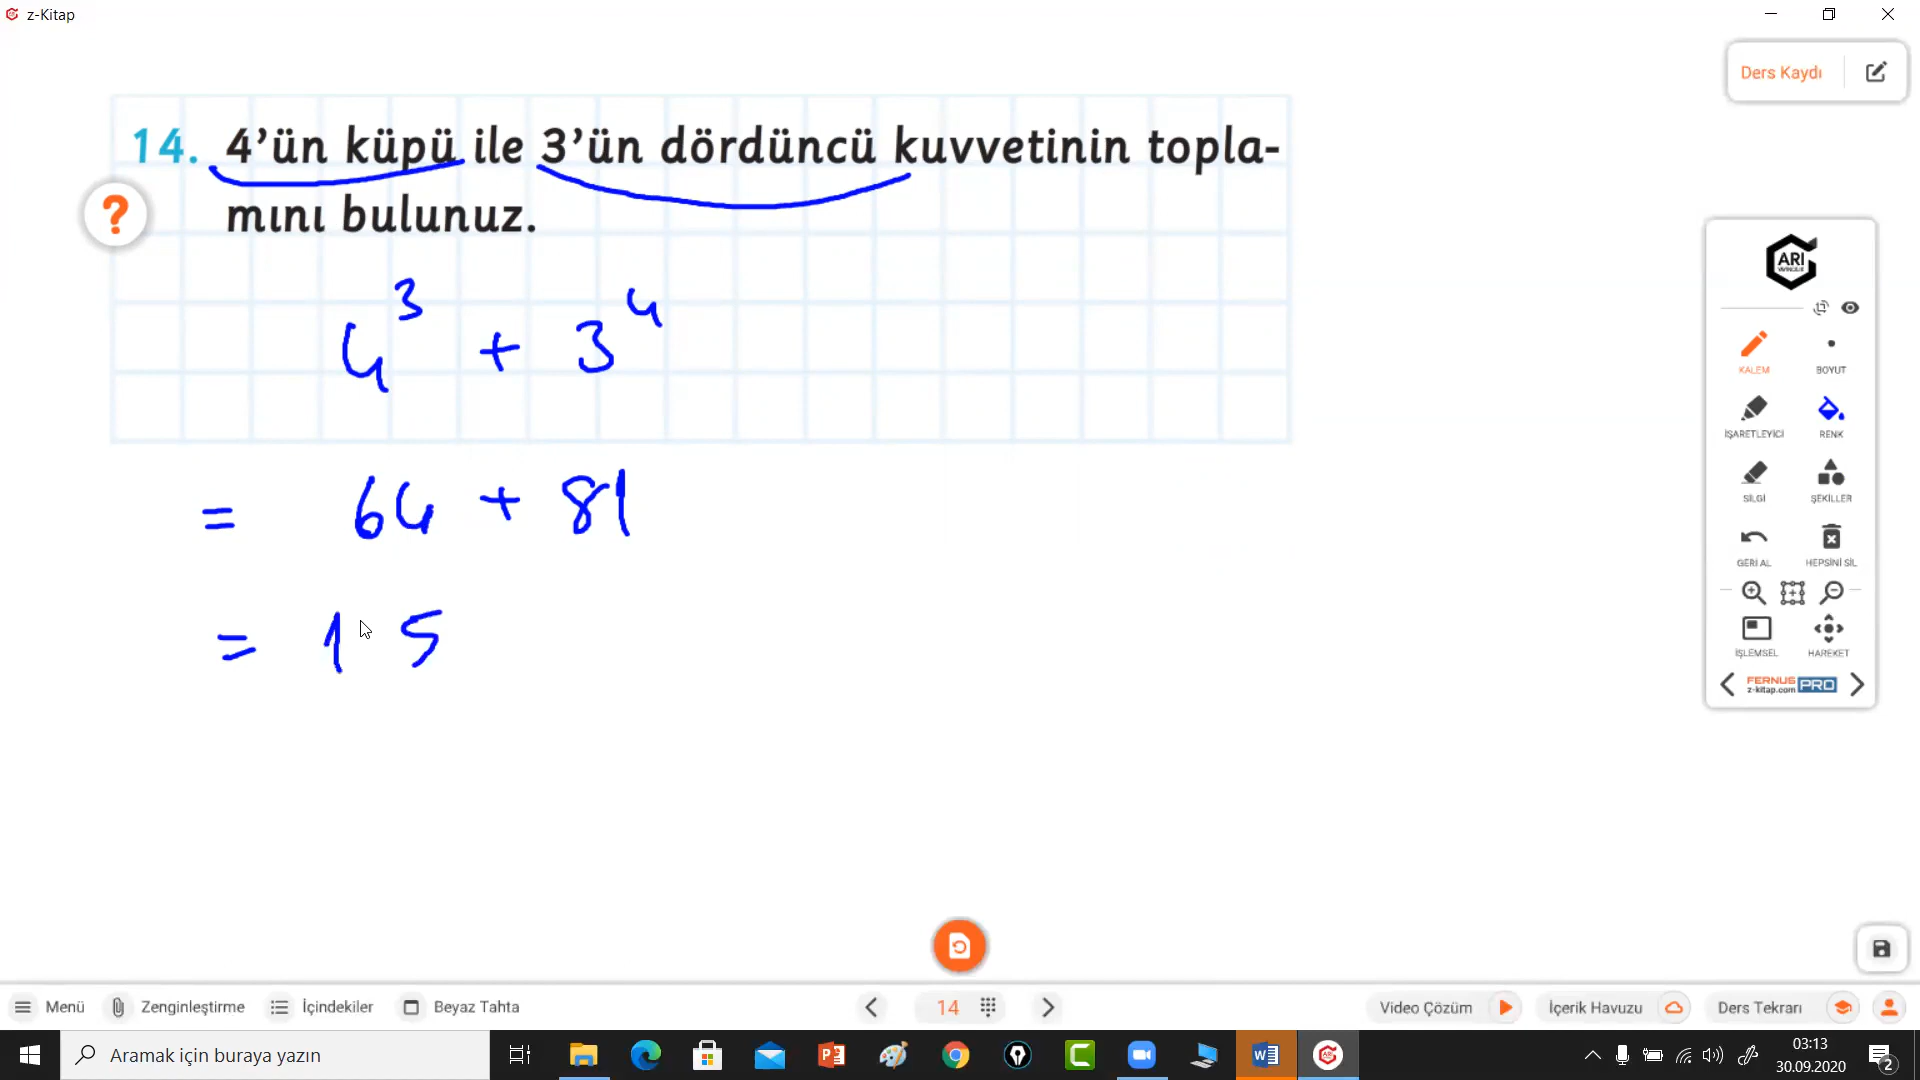 z-Kitap
Ders Kaydı
14. 4’ün küpü ile 3’ün dördüncü kuvvetinin topla-
mını bulunuz.
?
4³ + 3⁴
= 64 + 81
= 1 5
ARI
KALEM
BOYUT
İŞARETLEYİCİ
RENK
SİLGİ
ŞEKİLLER
GERİ AL
HEPSİNİ SİL
İŞLEMSEL
HAREKET
FERNUS
z-kitap.com PRO
Menü
Zenginleştirme
İçindekiler
Beyaz Tahta
14
Video Çözüm
İçerik Havuzu
Ders Tekrarı
Aramak için buraya yazın
03:13
30.09.2020
2